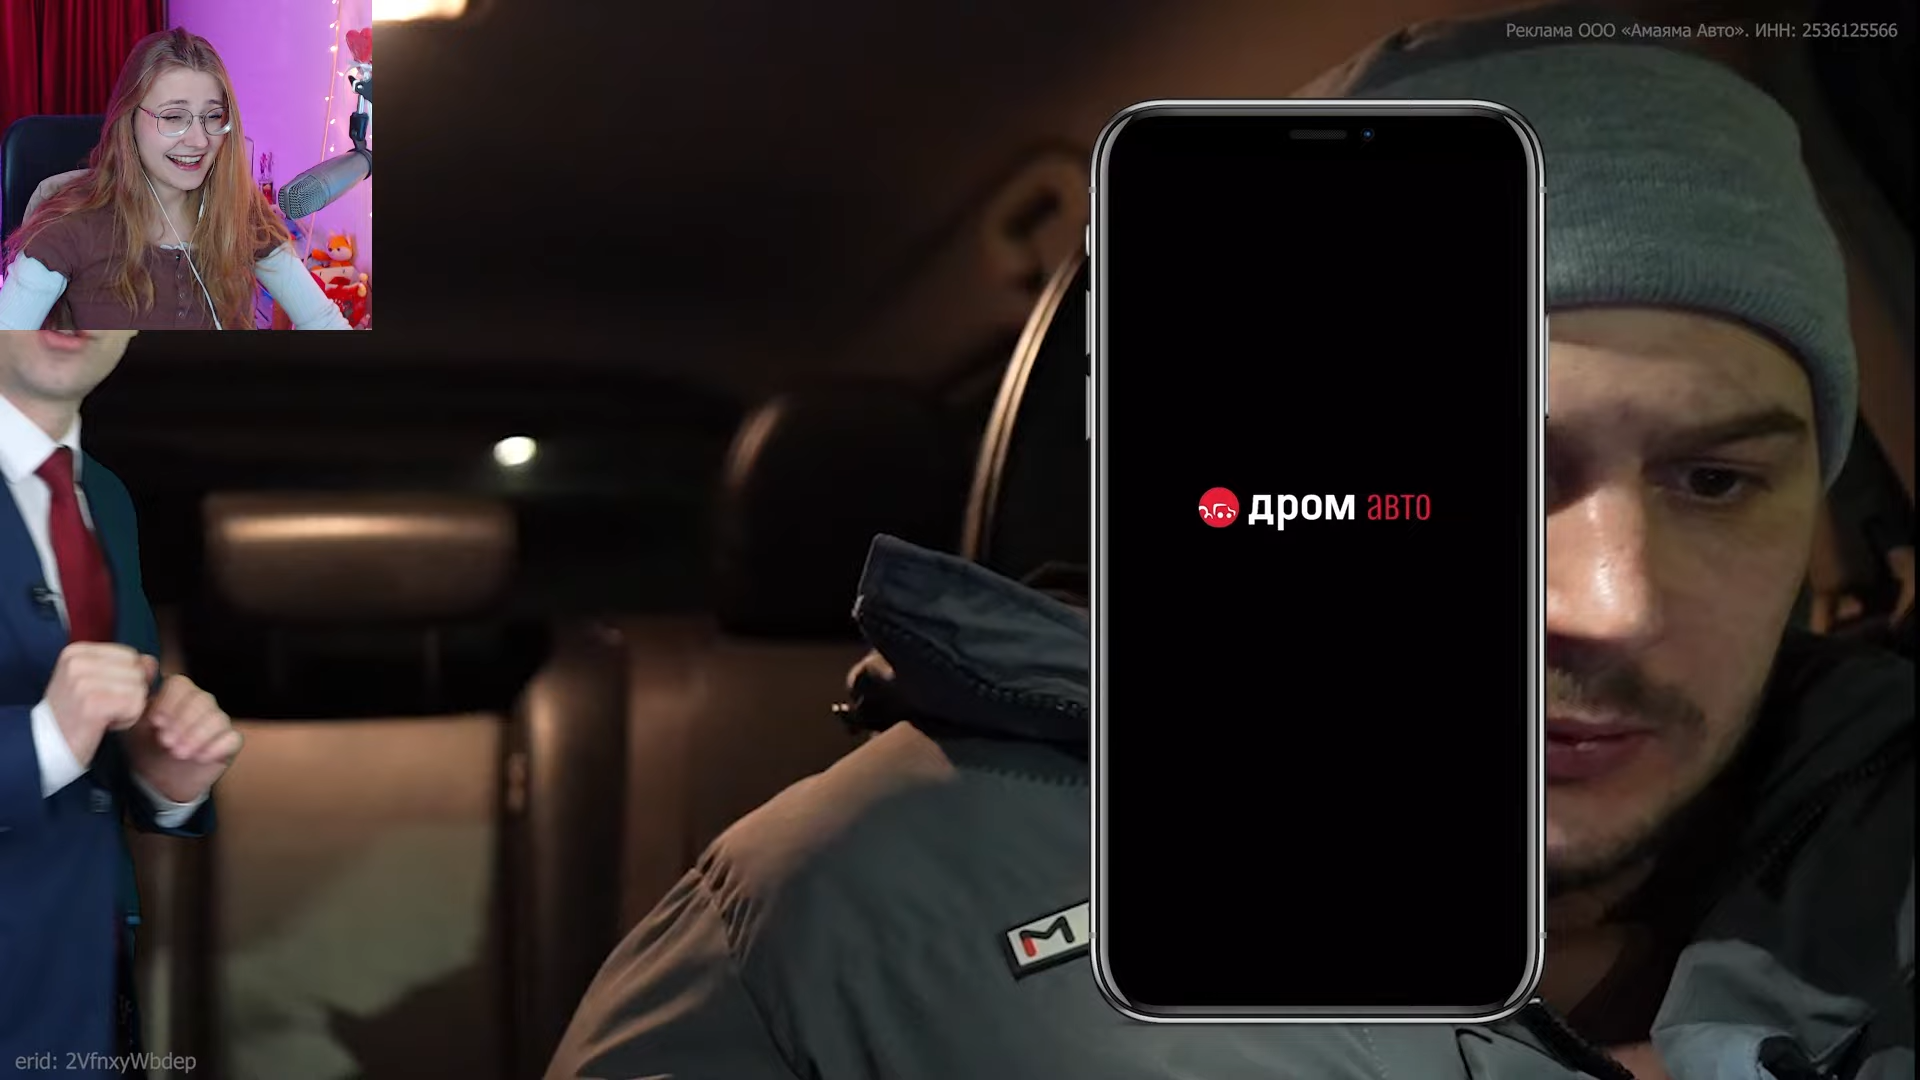 Реклама ООО «Амаяма Авто». ИНН: 2536125566
дром авто
M
erid: 2VfnxyWbdep